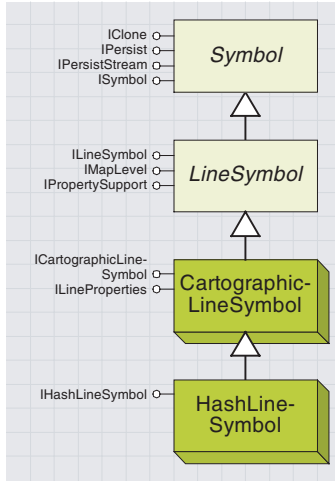 IClone
IPersist
IPersistStream
ISymbol
Symbol
ILineSymbol
IMapLevel
IPropertySupport
LineSymbol
ICartographicLine-
Symbol
ILineProperties
Cartographic-
LineSymbol
IHashLineSymbol
HashLine-
Symbol